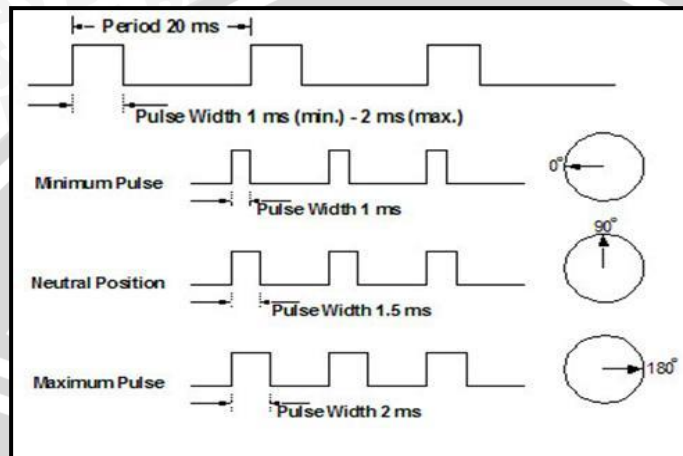 Period 20 ms
Pulse Width 1 ms (min.) - 2 ms (max.)
Minimum Pulse
0°
Pulse Width 1 ms
90°
Neutral Position
Pulse Width 1.5 ms
Maximum Pulse
180°
Pulse Width 2 ms